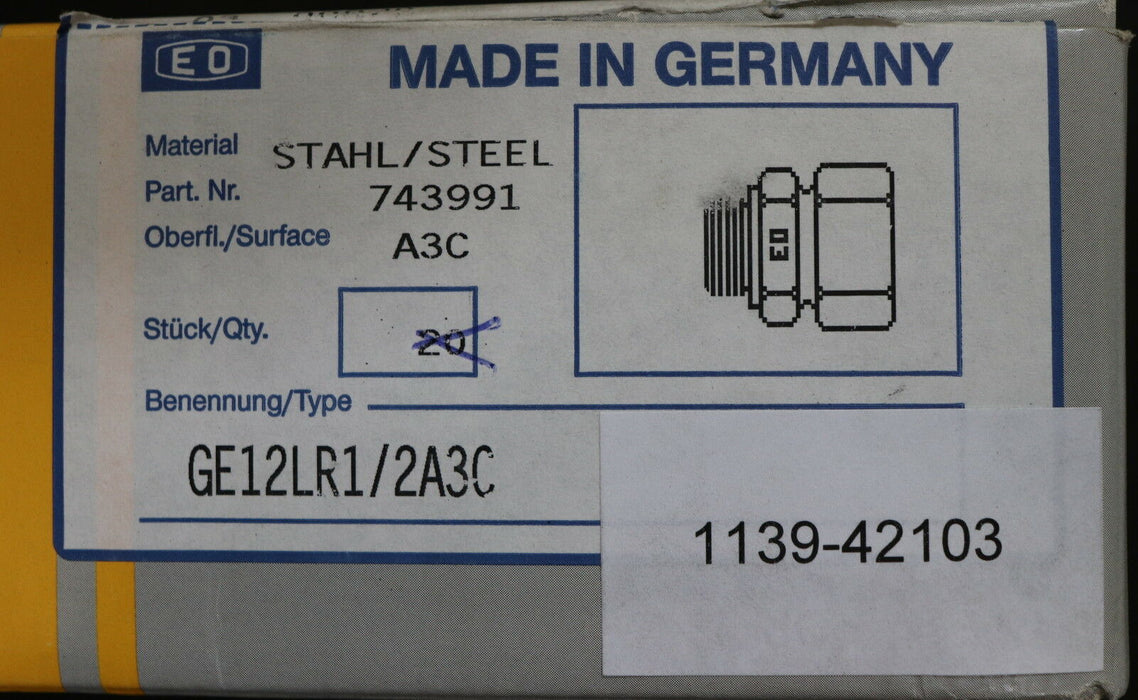 EO
MADE IN GERMANY
Material STAHL/STEEL
Part. Nr. 743991
Oberfl./Surface A3C
EO
Stück/Qty. 20
Benennung/Type
GE12LR1/2A3C
1139-42103